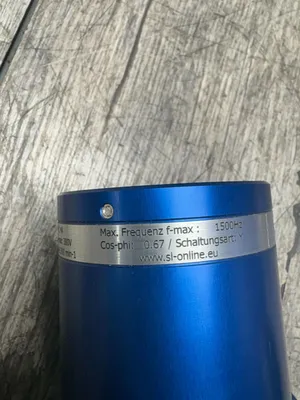 Max. Frequenz f-max : 1500Hz
Cos-phi: 0.67 / Schaltungsart:
www.sl-online.eu